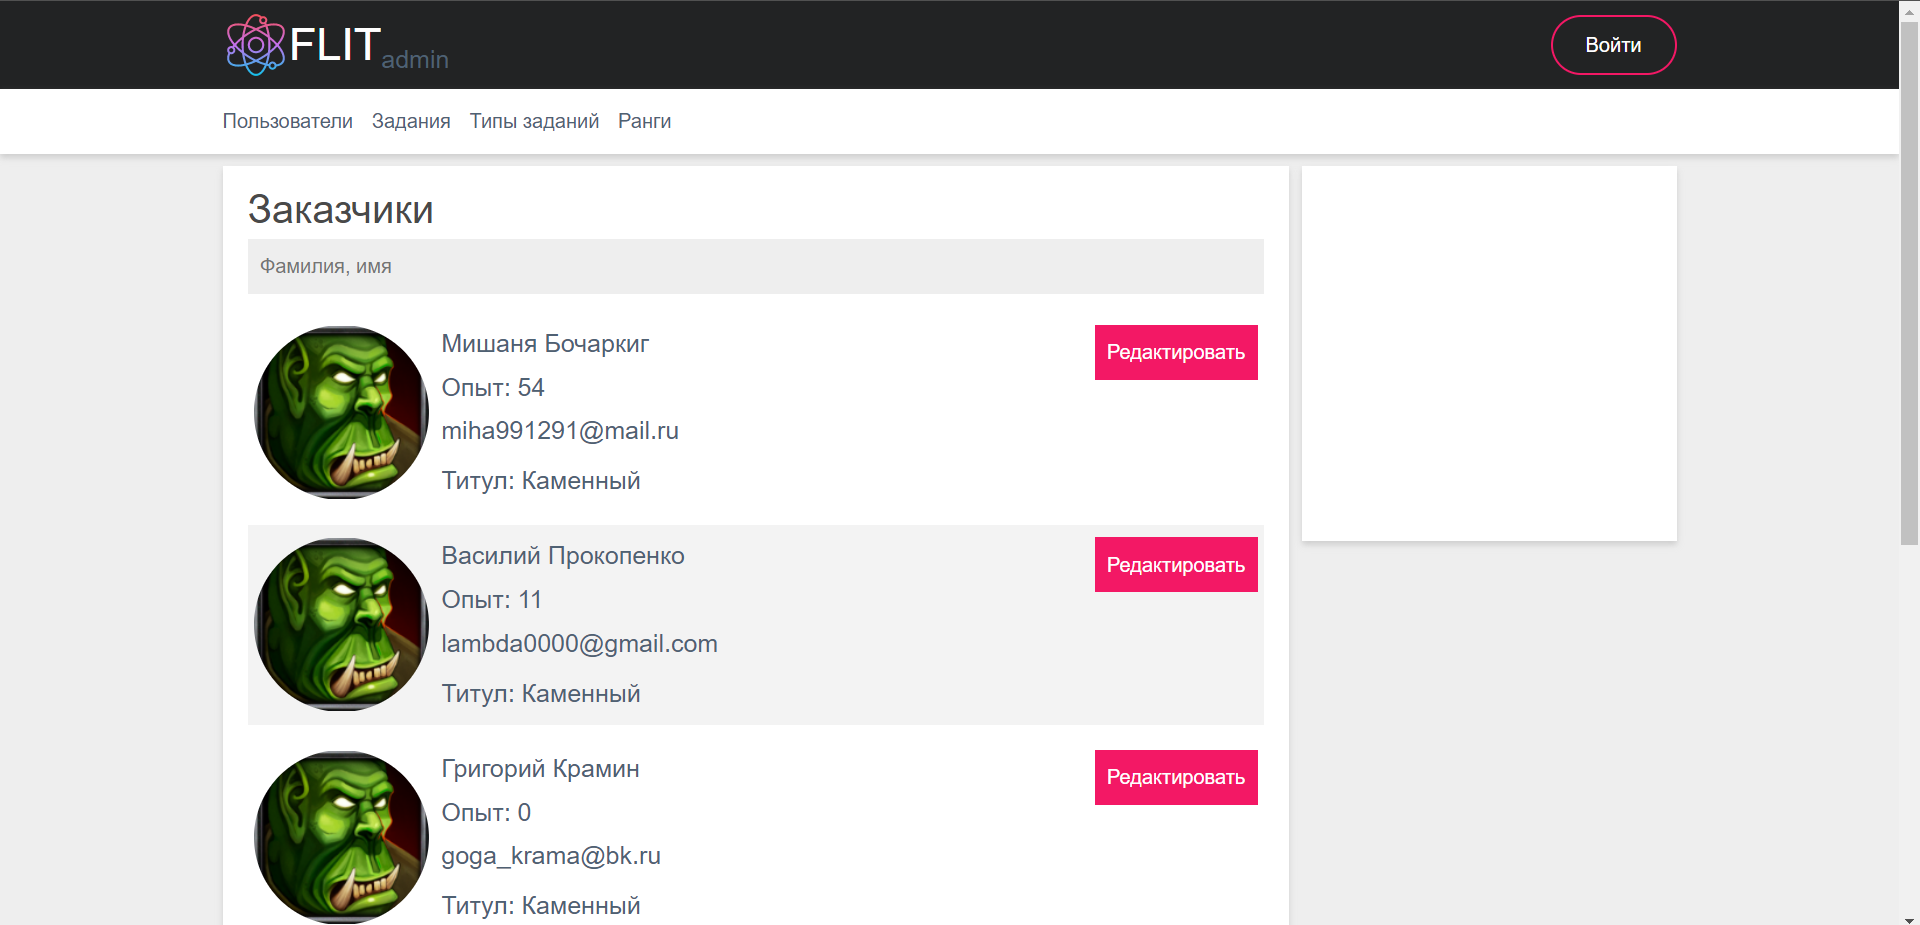 FLIT admin
Войти
Пользователи Задания Типы заданий Ранги
Заказчики
Фамилия, имя
Мишаня Бочаркиг
Редактировать
Опыт: 54
miha991291@mail.ru
Титул: Каменный
Василий Прокопенко
Редактировать
Опыт: 11
lambda0000@gmail.com
Титул: Каменный
Григорий Крамин
Редактировать
Опыт: 0
goga_krama@bk.ru
Титул: Каменный